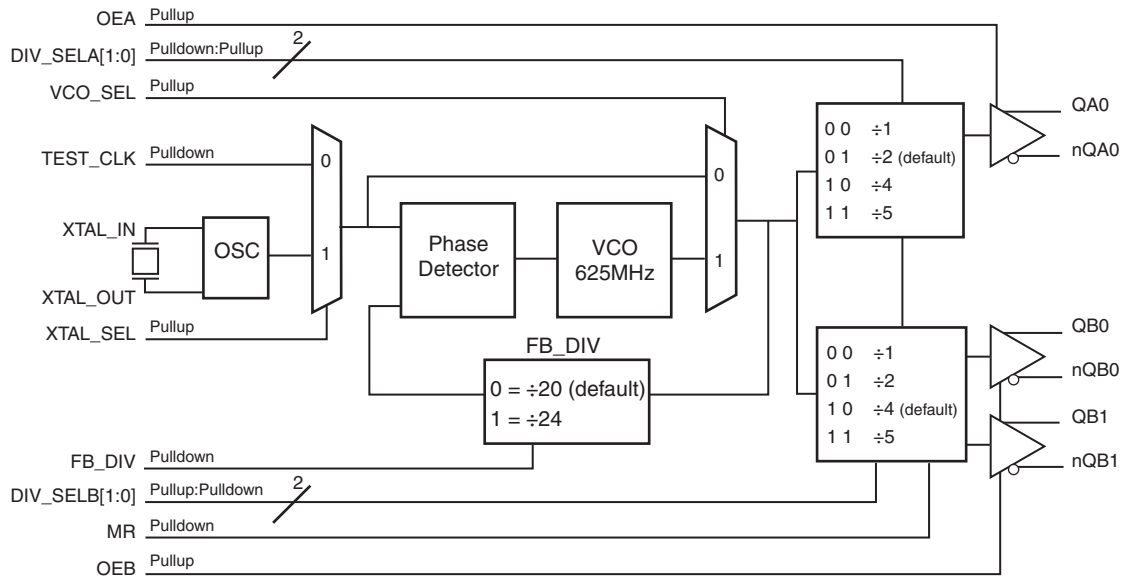 OEA Pullup
DIV_SELA[1:0] Pulldown:Pullup 2
VCO_SEL Pullup
TEST_CLK Pulldown
0
1
XTAL_IN
OSC
XTAL_OUT
XTAL_SEL Pullup
Phase
Detector
VCO
625MHz
0
1
FB_DIV
0 = ÷20 (default)
1 = ÷24
0 0 ÷1
0 1 ÷2 (default)
1 0 ÷4
1 1 ÷5
QA0
nQA0
0 0 ÷1
0 1 ÷2
1 0 ÷4 (default)
1 1 ÷5
QB0
nQB0
QB1
nQB1
FB_DIV Pulldown
DIV_SELB[1:0] Pullup:Pulldown 2
MR Pulldown
OEB Pullup